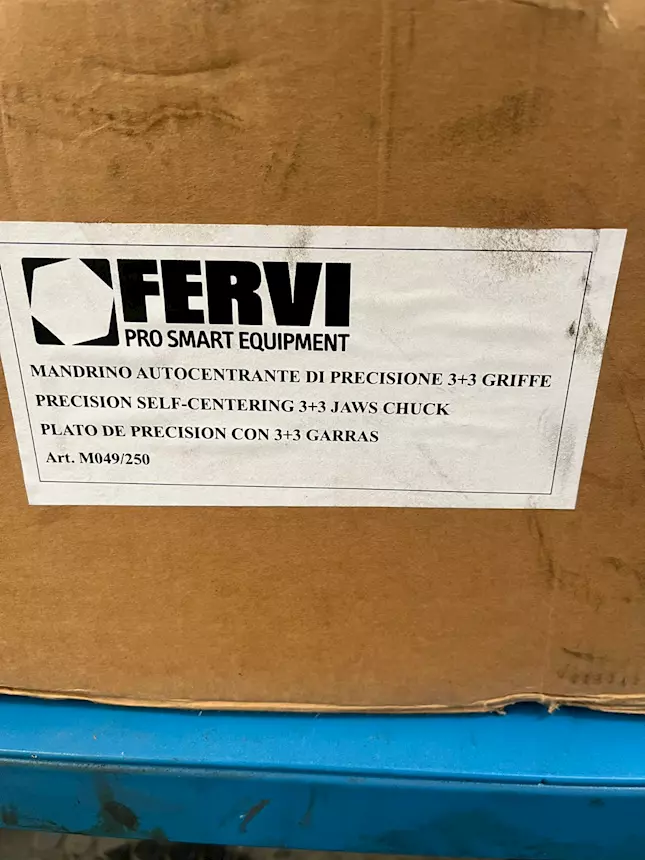 FERVI
PRO SMART EQUIPMENT
MANDRINO AUTOCENTRANTE DI PRECISIONE 3+3 GRIFFE
PRECISION SELF-CENTERING 3+3 JAWS CHUCK
PLATO DE PRECISION CON 3+3 GARRAS
Art. M049/250